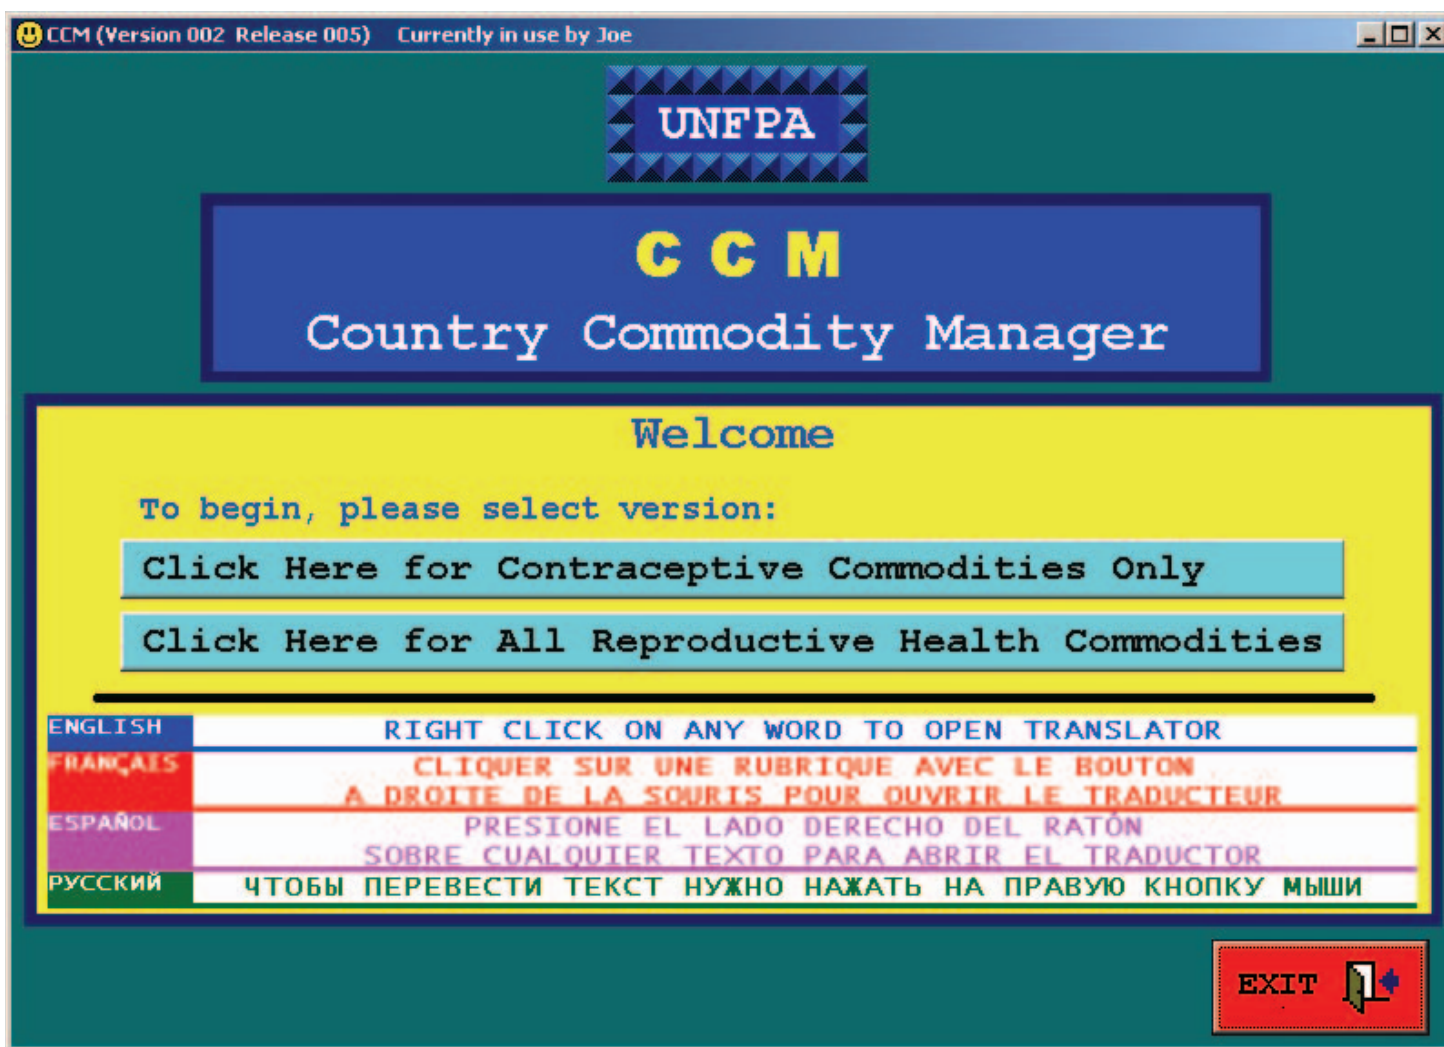 CCM (Version 002 Release 005) Currently in use by Joe
UNFPA
C C M
Country Commodity Manager
Welcome
To begin, please select version:
Click Here for Contraceptive Commodities Only
Click Here for All Reproductive Health Commodities
ENGLISH RIGHT CLICK ON ANY WORD TO OPEN TRANSLATOR
FRANÇAIS CLIQUER SUR UNE RUBRIQUE AVEC LE BOUTON
A DROITE DE LA SOURIS POUR OUVRIR LE TRADUCTEUR
ESPAÑOL PRESIONE EL LADO DERECHO DEL RATÓN
SOBRE CUALQUIER TEXTO PARA ABRIR EL TRADUCTOR
РУССКИЙ ЧТОБЫ ПЕРЕВЕСТИ ТЕКСТ НУЖНО НАЖАТЬ НА ПРАВУЮ КНОПКУ МЫШИ
EXIT